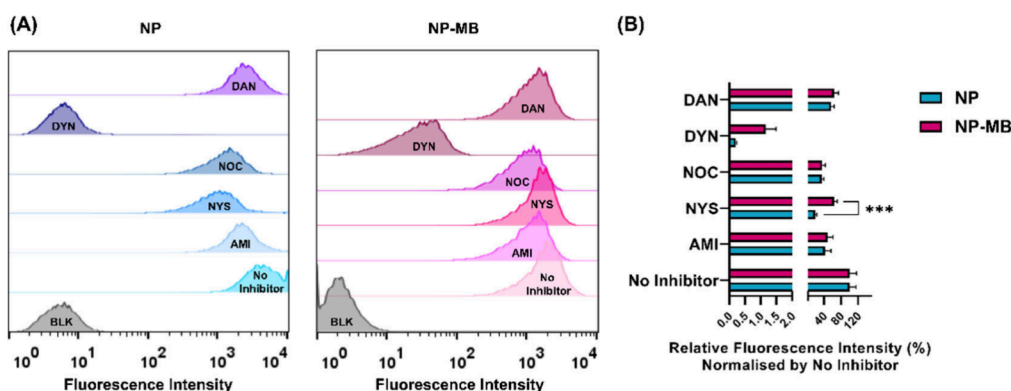 (A)
NP
DAN
DYN
NOC
NYS
AMI
No
Inhibitor
BLK
10⁰ 10¹ 10² 10³ 10⁴
Fluorescence Intensity
NP-MB
DAN
DYN
NOC
NYS
AMI
No
Inhibitor
BLK
10⁰ 10¹ 10² 10³ 10⁴
Fluorescence Intensity
(B)
DAN
DYN
NOC
NYS
AMI
No Inhibitor
***
NP
NP-MB
0.0 0.5 1.0 1.5 2.0 40 120
Relative Fluorescence Intensity (%)
Normalised by No Inhibitor